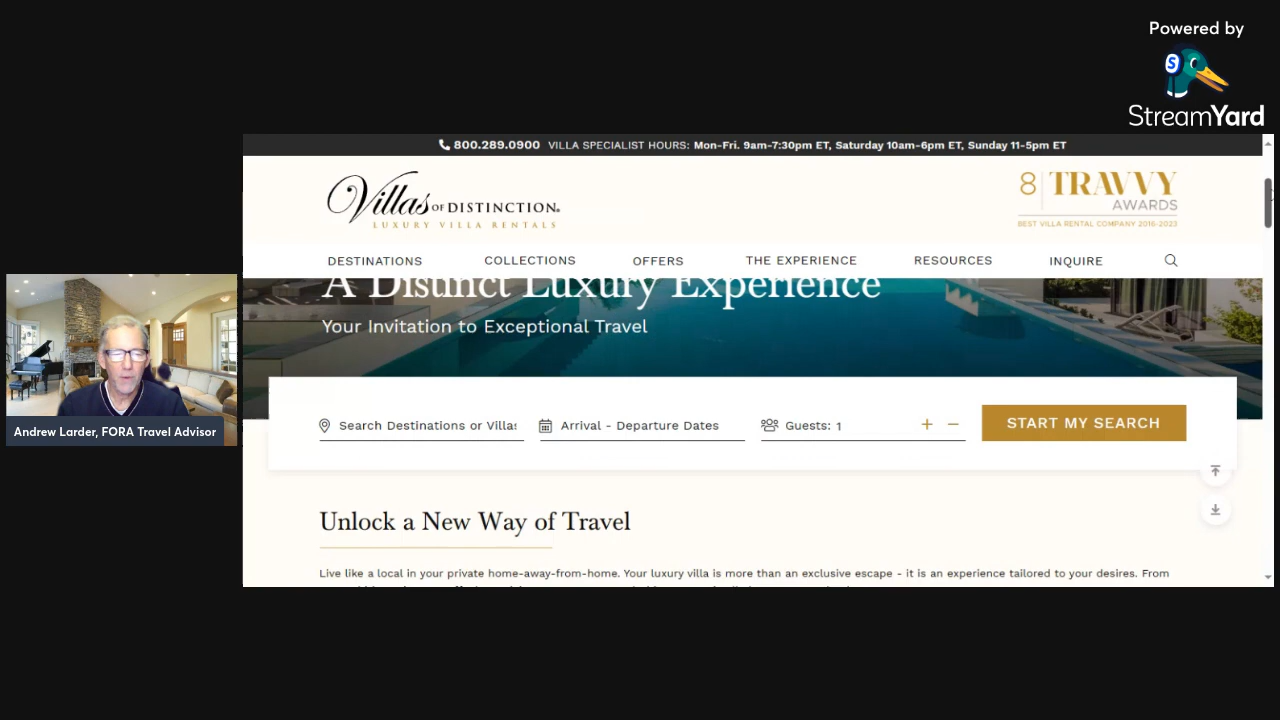 Powered by
S
StreamYard
800.289.0900 VILLA SPECIALIST HOURS: Mon-Fri. 9am-7:30pm ET, Saturday 10am-6pm ET, Sunday 11-5pm ET
Villas OF DISTINCTION®
LUXURY VILLA RENTALS
8 TRAVVY
AWARDS
BEST VILLA RENTAL COMPANY 2016-2023
DESTINATIONS COLLECTIONS OFFERS THE EXPERIENCE RESOURCES INQUIRE
A Distinct Luxury Experience
Your Invitation to Exceptional Travel
Search Destinations or Villas Arrival - Departure Dates Guests: 1 + − START MY SEARCH
Andrew Larder, FORA Travel Advisor
Unlock a New Way of Travel
Live like a local in your private home-away-from-home. Your luxury villa is more than an exclusive escape - it is an experience tailored to your desires. From